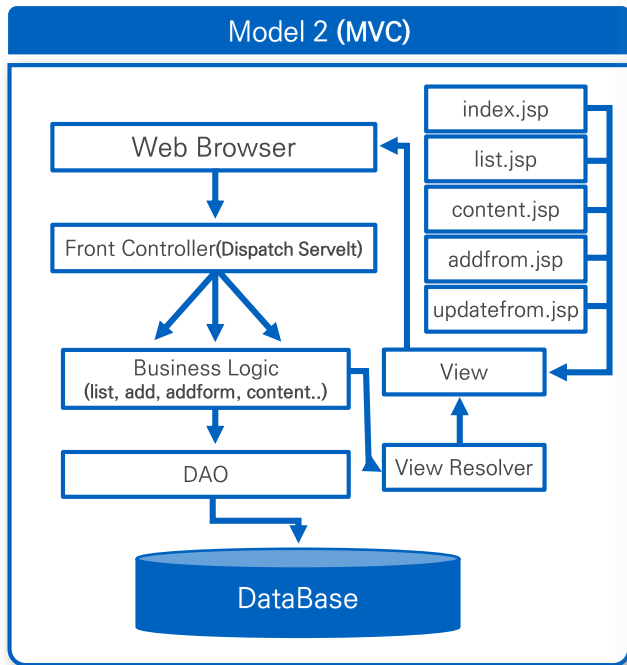 Model 2 (MVC)
Web Browser
Front Controller(Dispatch Servelt)
Business Logic
(list, add, addform, content..)
DAO
DataBase
index.jsp
list.jsp
content.jsp
addfrom.jsp
updatefrom.jsp
View
View Resolver